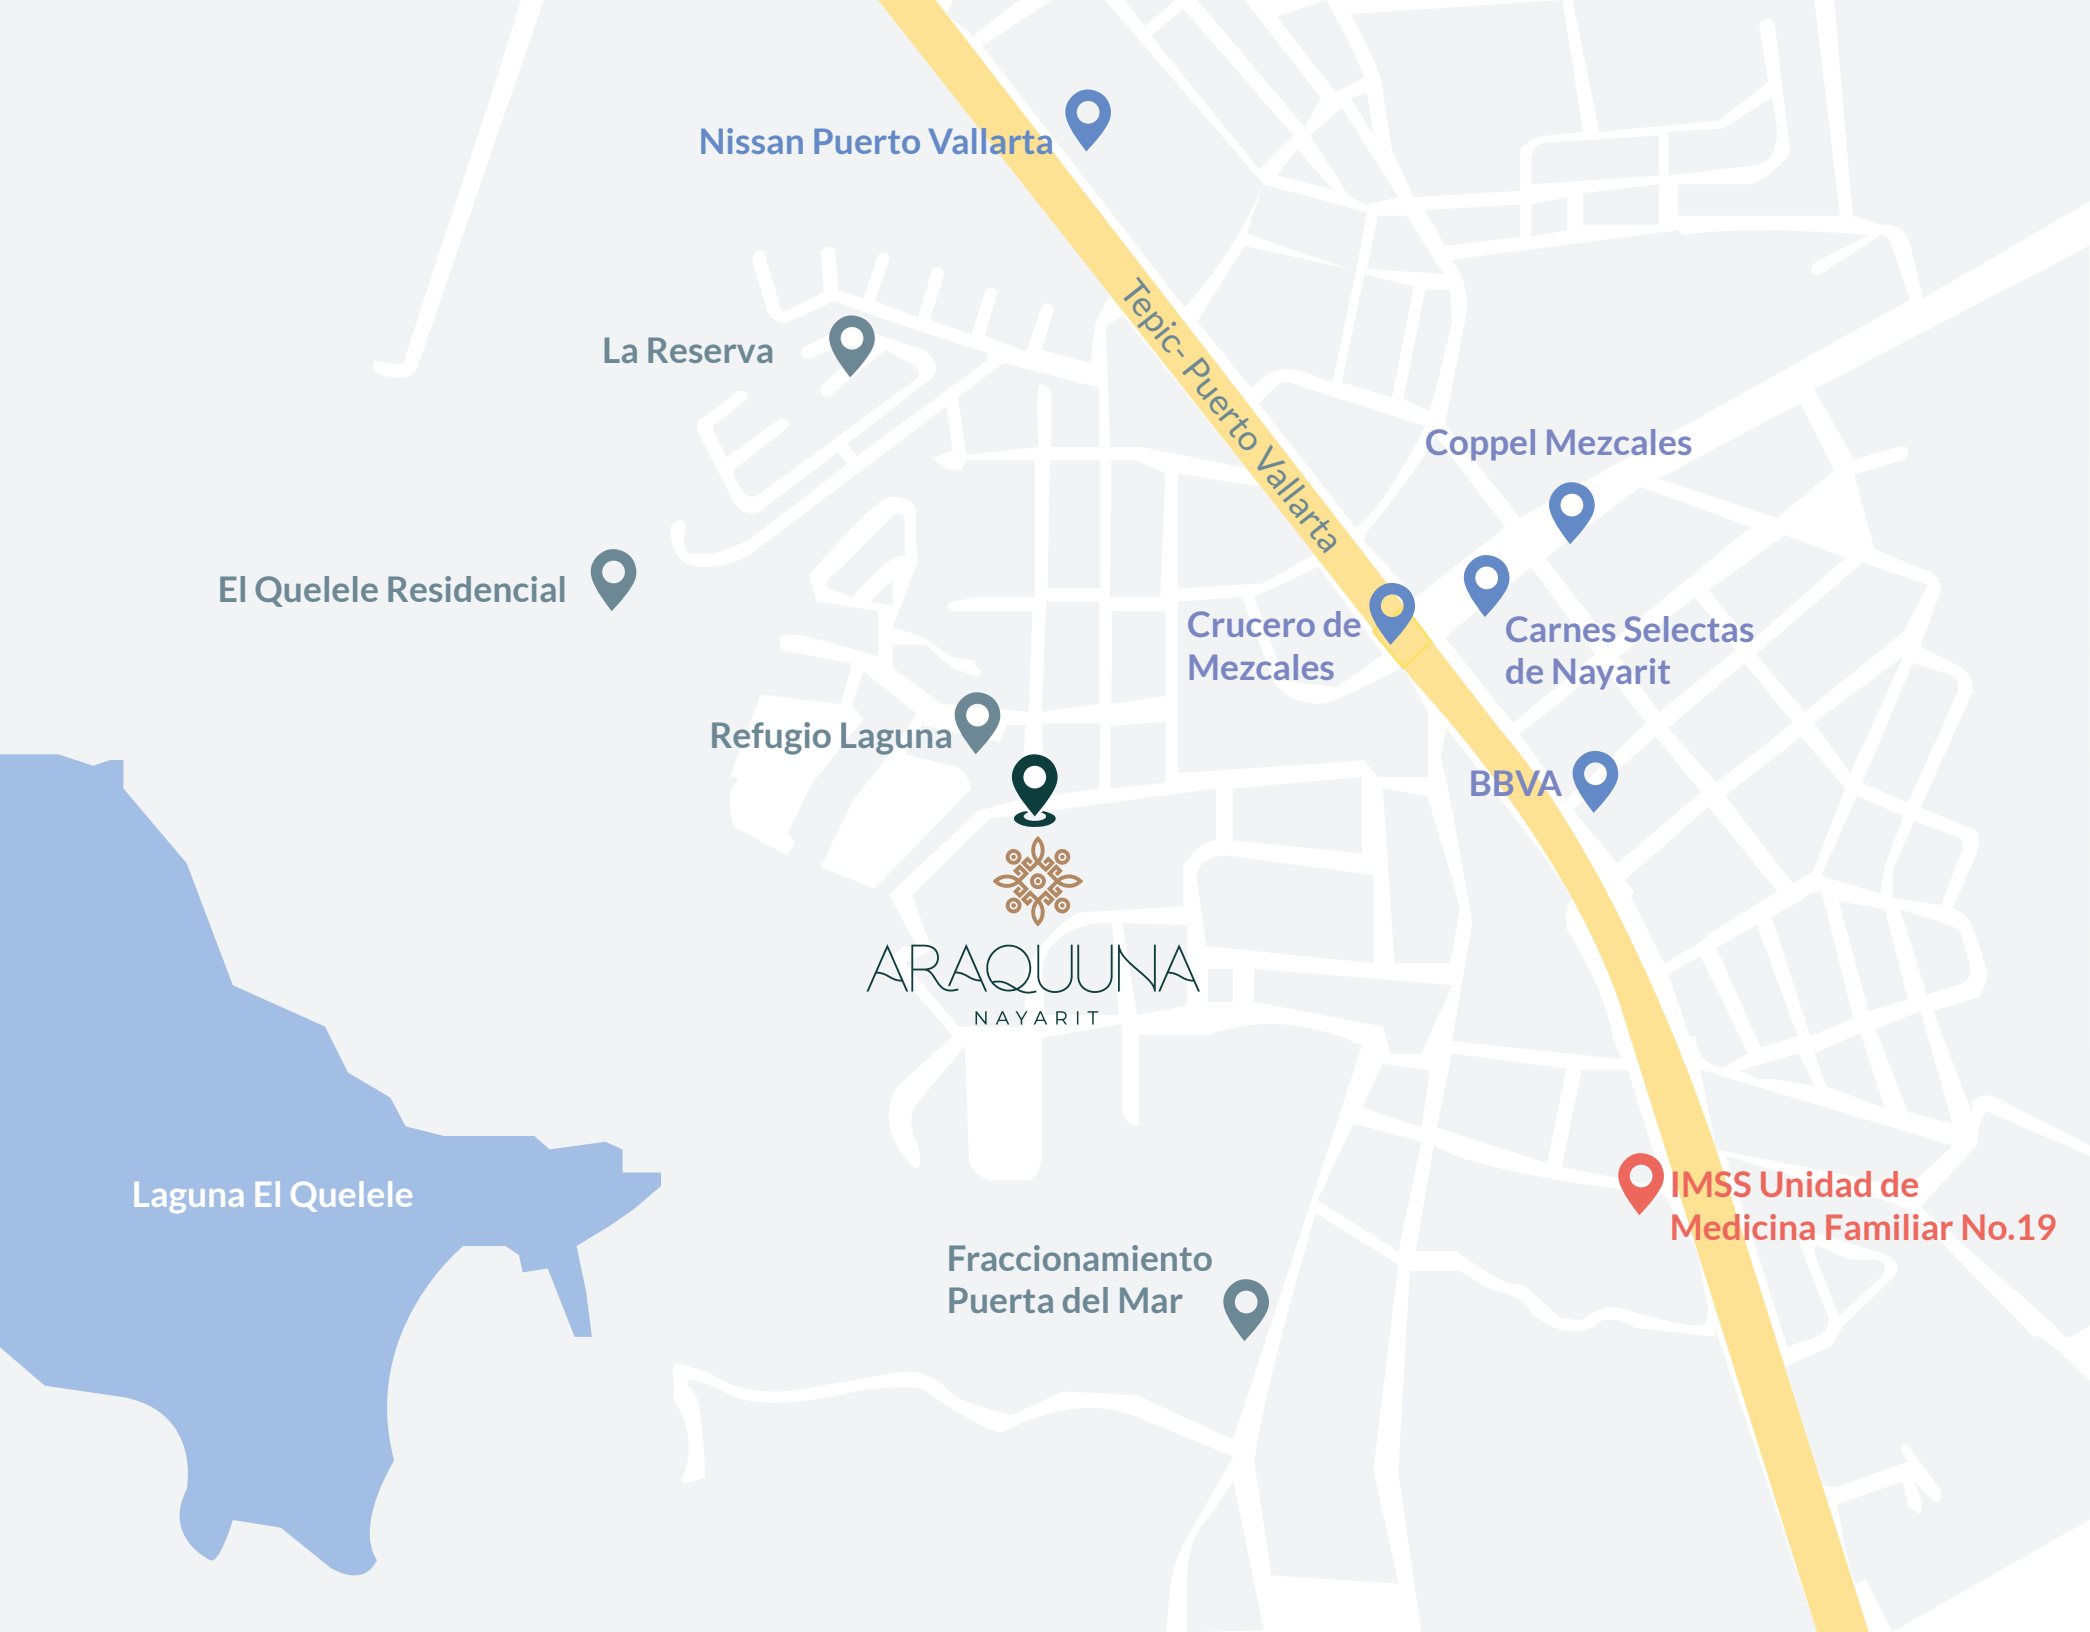 Nissan Puerto Vallarta
Tepic- Puerto Vallarta
La Reserva
Coppel Mezcales
El Quelele Residencial
Crucero de
Mezcales
Carnes Selectas
de Nayarit
Refugio Laguna
BBVA
ARAQUUNA
NAYARIT
Laguna El Quelele
IMSS Unidad de
Medicina Familiar No.19
Fraccionamiento
Puerta del Mar